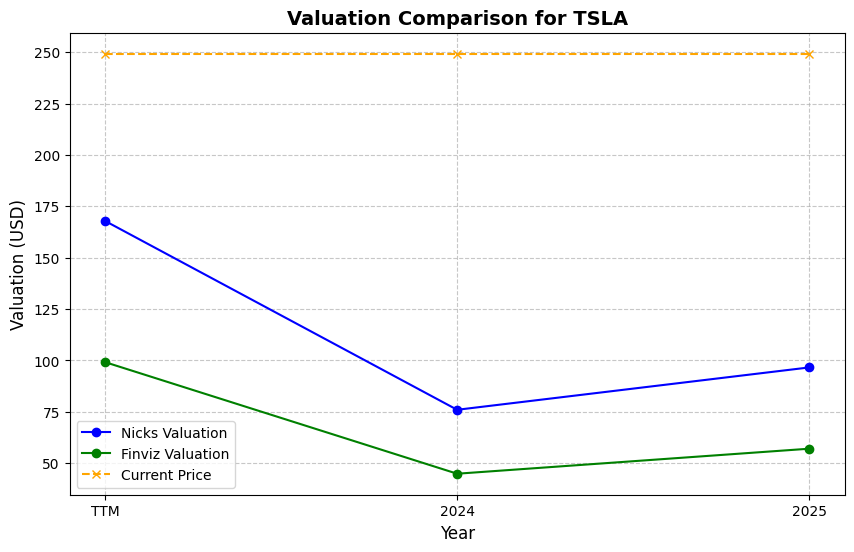 Valuation Comparison for TSLA
Valuation (USD)
250
225
200
175
150
125
100
75
50
Nicks Valuation
Finviz Valuation
Current Price
TTM
2024
2025
Year